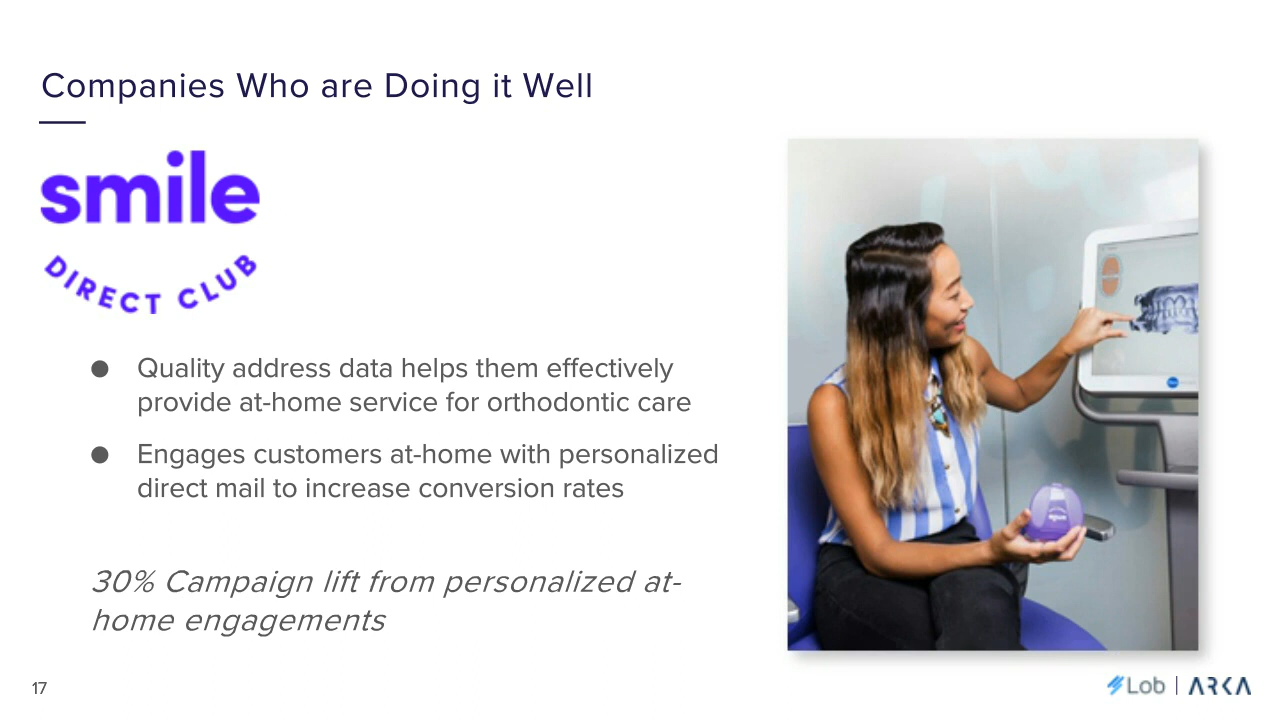 Companies Who are Doing it Well
smile
DIRECT CLUB
● Quality address data helps them effectively
provide at-home service for orthodontic care
● Engages customers at-home with personalized
direct mail to increase conversion rates
30% Campaign lift from personalized at-
home engagements
17
Lob | ARKA